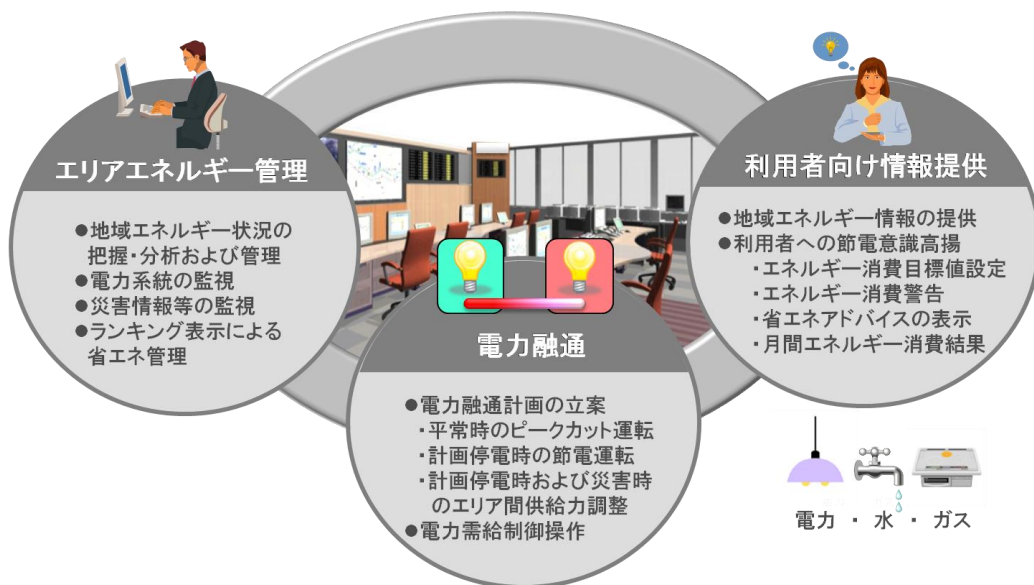 エリアエネルギー管理
●地域エネルギー状況の
把握・分析および管理
●電力系統の監視
●災害情報等の監視
●ランキング表示による
省エネ管理
電力融通
●電力融通計画の立案
・平常時のピークカット運転
・計画停電時の節電運転
・計画停電時および災害時
のエリア間供給力調整
●電力需給制御操作
利用者向け情報提供
●地域エネルギー情報の提供
●利用者への節電意識高揚
・エネルギー消費目標値設定
・エネルギー消費警告
・省エネアドバイスの表示
・月間エネルギー消費結果
電力 ・ 水 ・ ガス